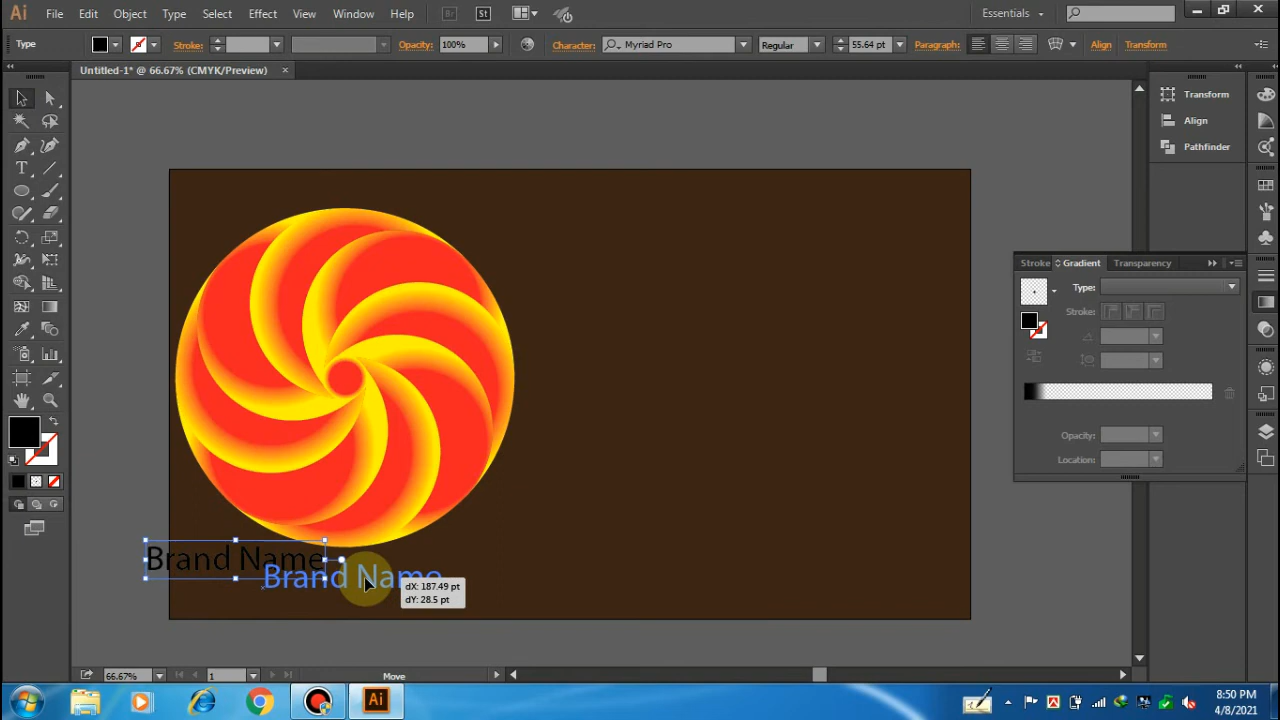 Ai File Edit Object Type Select Effect View Window Help Br St Essentials
Type Stroke: Opacity: 100% Character: Myriad Pro Regular 55.64 pt Paragraph: Align Transform
Untitled-1* @ 66.67% (CMYK/Preview) ×
Transform
Align
Pathfinder
Stroke Gradient Transparency
Type:
Stroke:
Opacity:
Location:
Brand Name
Brand Name
dX: 187.49 pt
dY: 28.5 pt
66.67% 1 Move
Ai
8:50 PM
4/8/2021